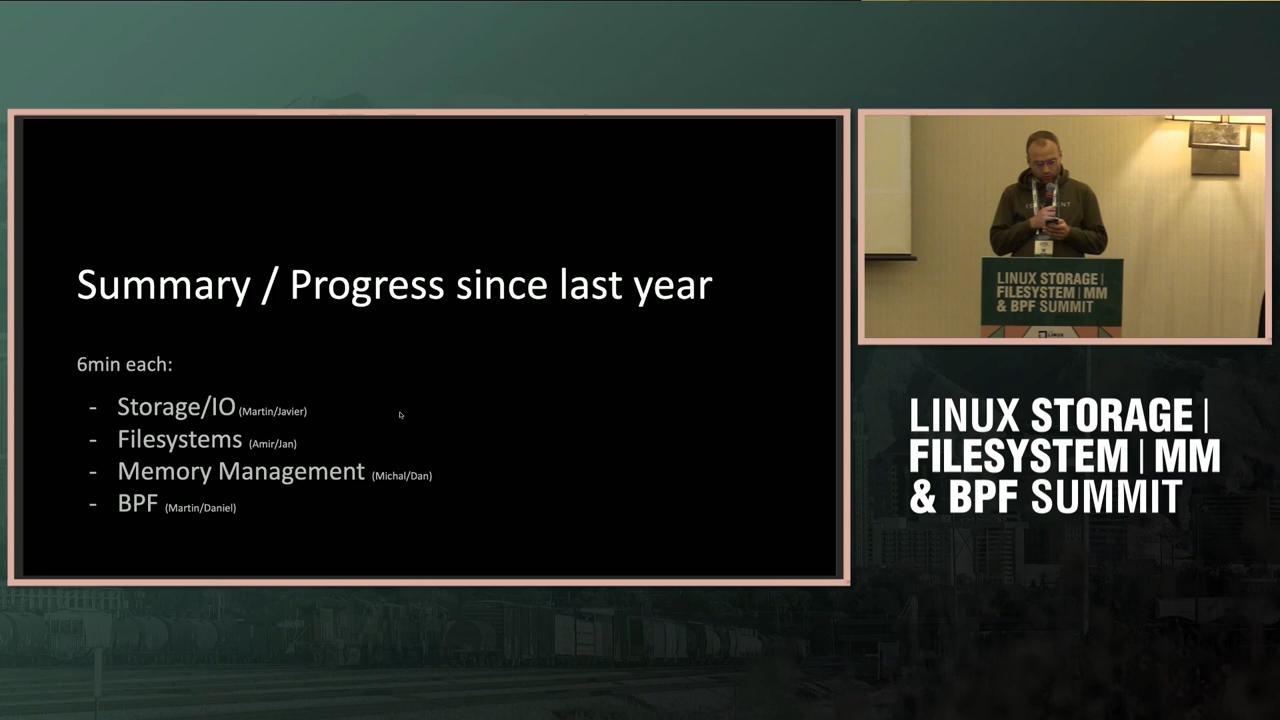 Summary / Progress since last year
6min each:
- Storage/IO (Martin/Javier)
- Filesystems (Amir/Jan)
- Memory Management (Michal/Dan)
- BPF (Martin/Daniel)
LINUX STORAGE |
FILESYSTEM | MM
& BPF SUMMIT
LINUX STORAGE |
FILESYSTEM | MM
& BPF SUMMIT